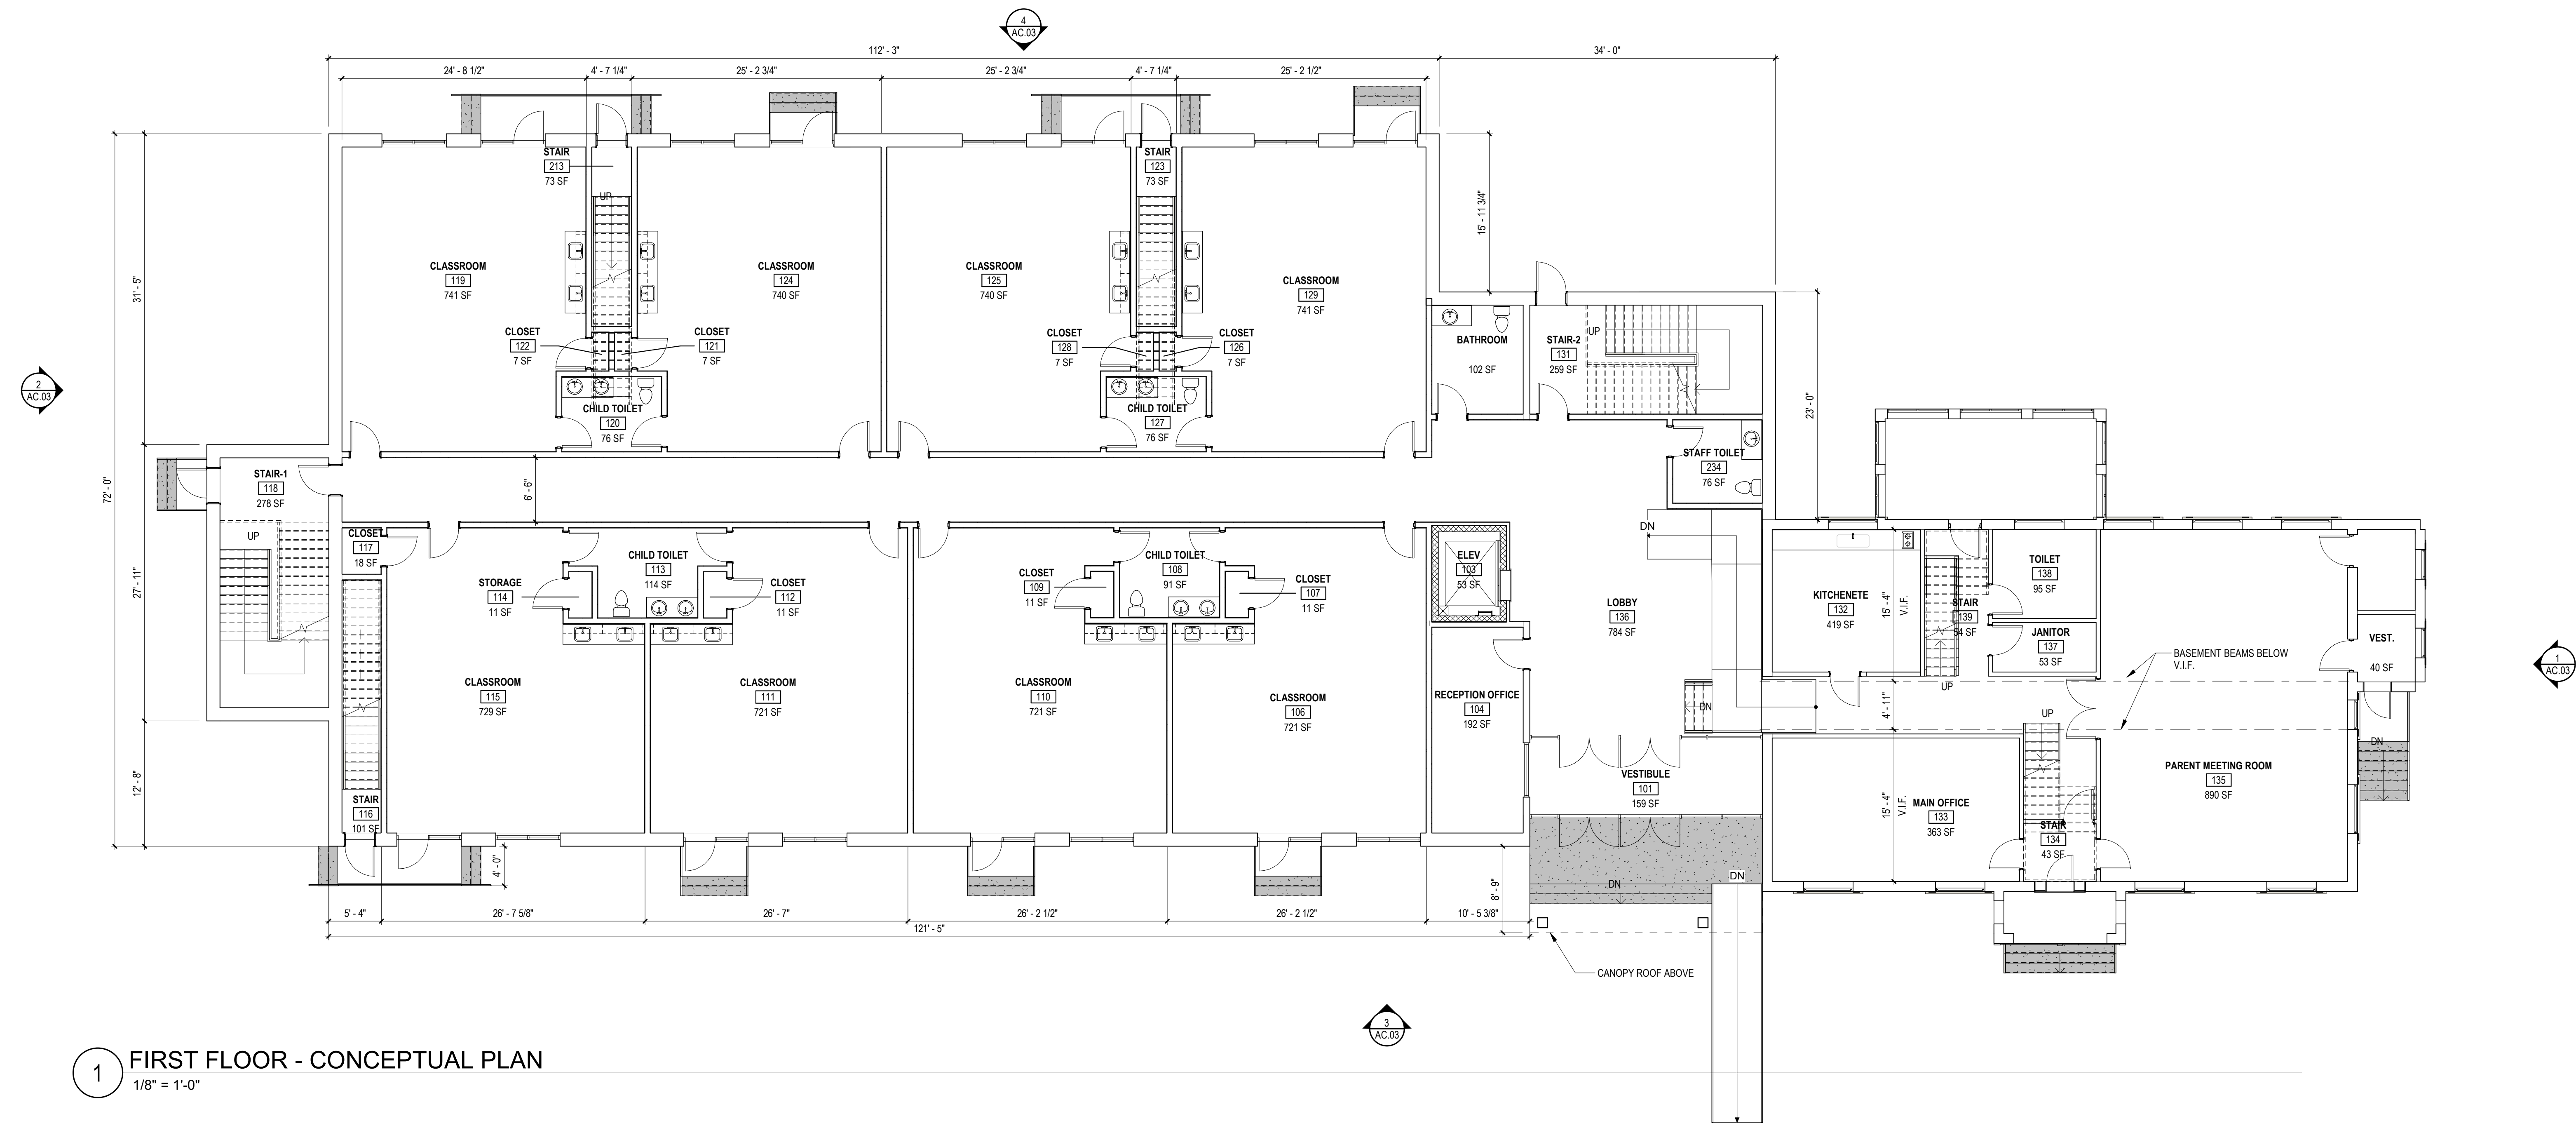 4
AC.03
112' - 3"
34' - 0"
24' - 8 1/2"
4' - 7 1/4"
25' - 2 3/4"
25' - 2 3/4"
4' - 7 1/4"
25' - 2 1/2"
STAIR
213
73 SF
UP
STAIR
123
73 SF
15' - 11 3/4"
31' - 5"
CLASSROOM
119
741 SF
CLASSROOM
124
740 SF
CLASSROOM
125
740 SF
CLASSROOM
129
741 SF
CLOSET
122
7 SF
CLOSET
121
7 SF
CLOSET
128
7 SF
CLOSET
126
7 SF
BATHROOM
102 SF
UP
STAIR-2
131
259 SF
2
AC.03
CHILD TOILET
120
76 SF
CHILD TOILET
127
76 SF
23' - 0"
STAFF TOILET
234
76 SF
72' - 0"
STAIR-1
118
278 SF
6' - 6"
UP
DN
CLOSET
117
18 SF
27' - 11"
STORAGE
114
11 SF
CHILD TOILET
113
114 SF
CLOSET
112
11 SF
CLOSET
109
11 SF
CHILD TOILET
108
91 SF
CLOSET
107
11 SF
ELEV
103
53 SF
LOBBY
136
784 SF
KITCHENETE
132
419 SF
15' - 4"
V.I.F.
STAIR
139
54 SF
TOILET
138
95 SF
JANITOR
137
53 SF
VEST.
40 SF
BASEMENT BEAMS BELOW
V.I.F.
1
AC.03
CLASSROOM
115
729 SF
CLASSROOM
111
721 SF
CLASSROOM
110
721 SF
CLASSROOM
106
721 SF
RECEPTION OFFICE
104
192 SF
DN
UP
4' - 11"
UP
DN
12' - 8"
STAIR
116
101 SF
VESTIBULE
101
159 SF
15' - 4"
V.I.F.
MAIN OFFICE
133
363 SF
STAIR
134
43 SF
PARENT MEETING ROOM
135
890 SF
4' - 0"
8' - 9"
DN
DN
5' - 4"
26' - 7 5/8"
26' - 7"
26' - 2 1/2"
26' - 2 1/2"
10' - 5 3/8"
121' - 5"
CANOPY ROOF ABOVE
3
AC.03
1
FIRST FLOOR - CONCEPTUAL PLAN
1/8" = 1'-0"